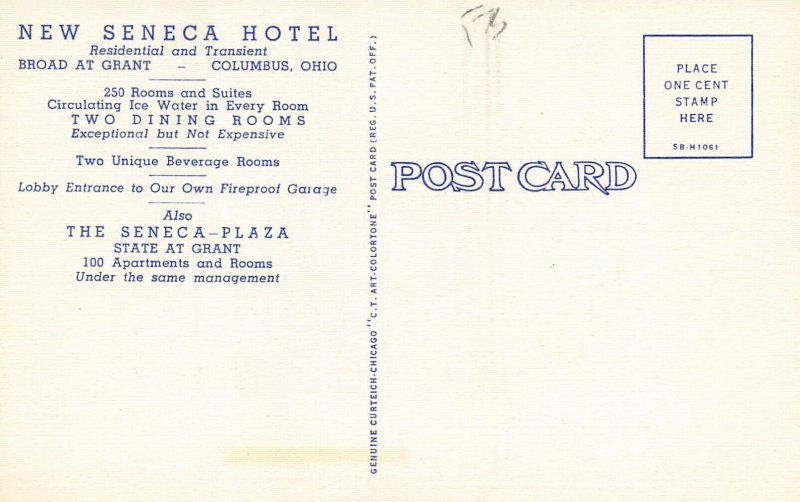 NEW SENECA HOTEL
Residential and Transient
BROAD AT GRANT – COLUMBUS, OHIO
250 Rooms and Suites
Circulating Ice Water in Every Room
TWO DINING ROOMS
Exceptional but Not Expensive
Two Unique Beverage Rooms
Lobby Entrance to Our Own Fireproof Garage
Also
THE SENECA–PLAZA
STATE AT GRANT
100 Apartments and Rooms
Under the same management
GENUINE CURTEICH-CHICAGO "C.T. ART-COLORTONE" POST CARD (REG. U.S. PAT. OFF.)
POST CARD
PLACE
ONE CENT
STAMP
HERE
5B-H1061